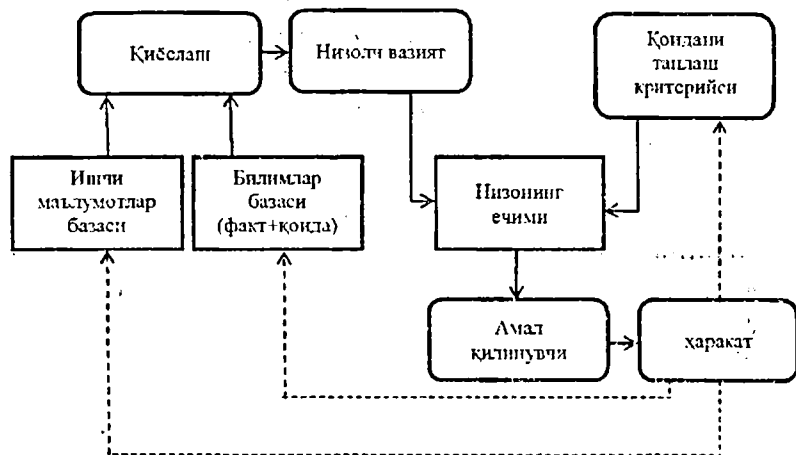 Қиёслаш
Низоли вазият
Қоидани
танлаш
критерийси
Ишчи
маълумотлар
базаси
Билимлар
базаси
(факт+қоида)
Низонинг
ечими
Амал
қилинувчи
ҳаракат